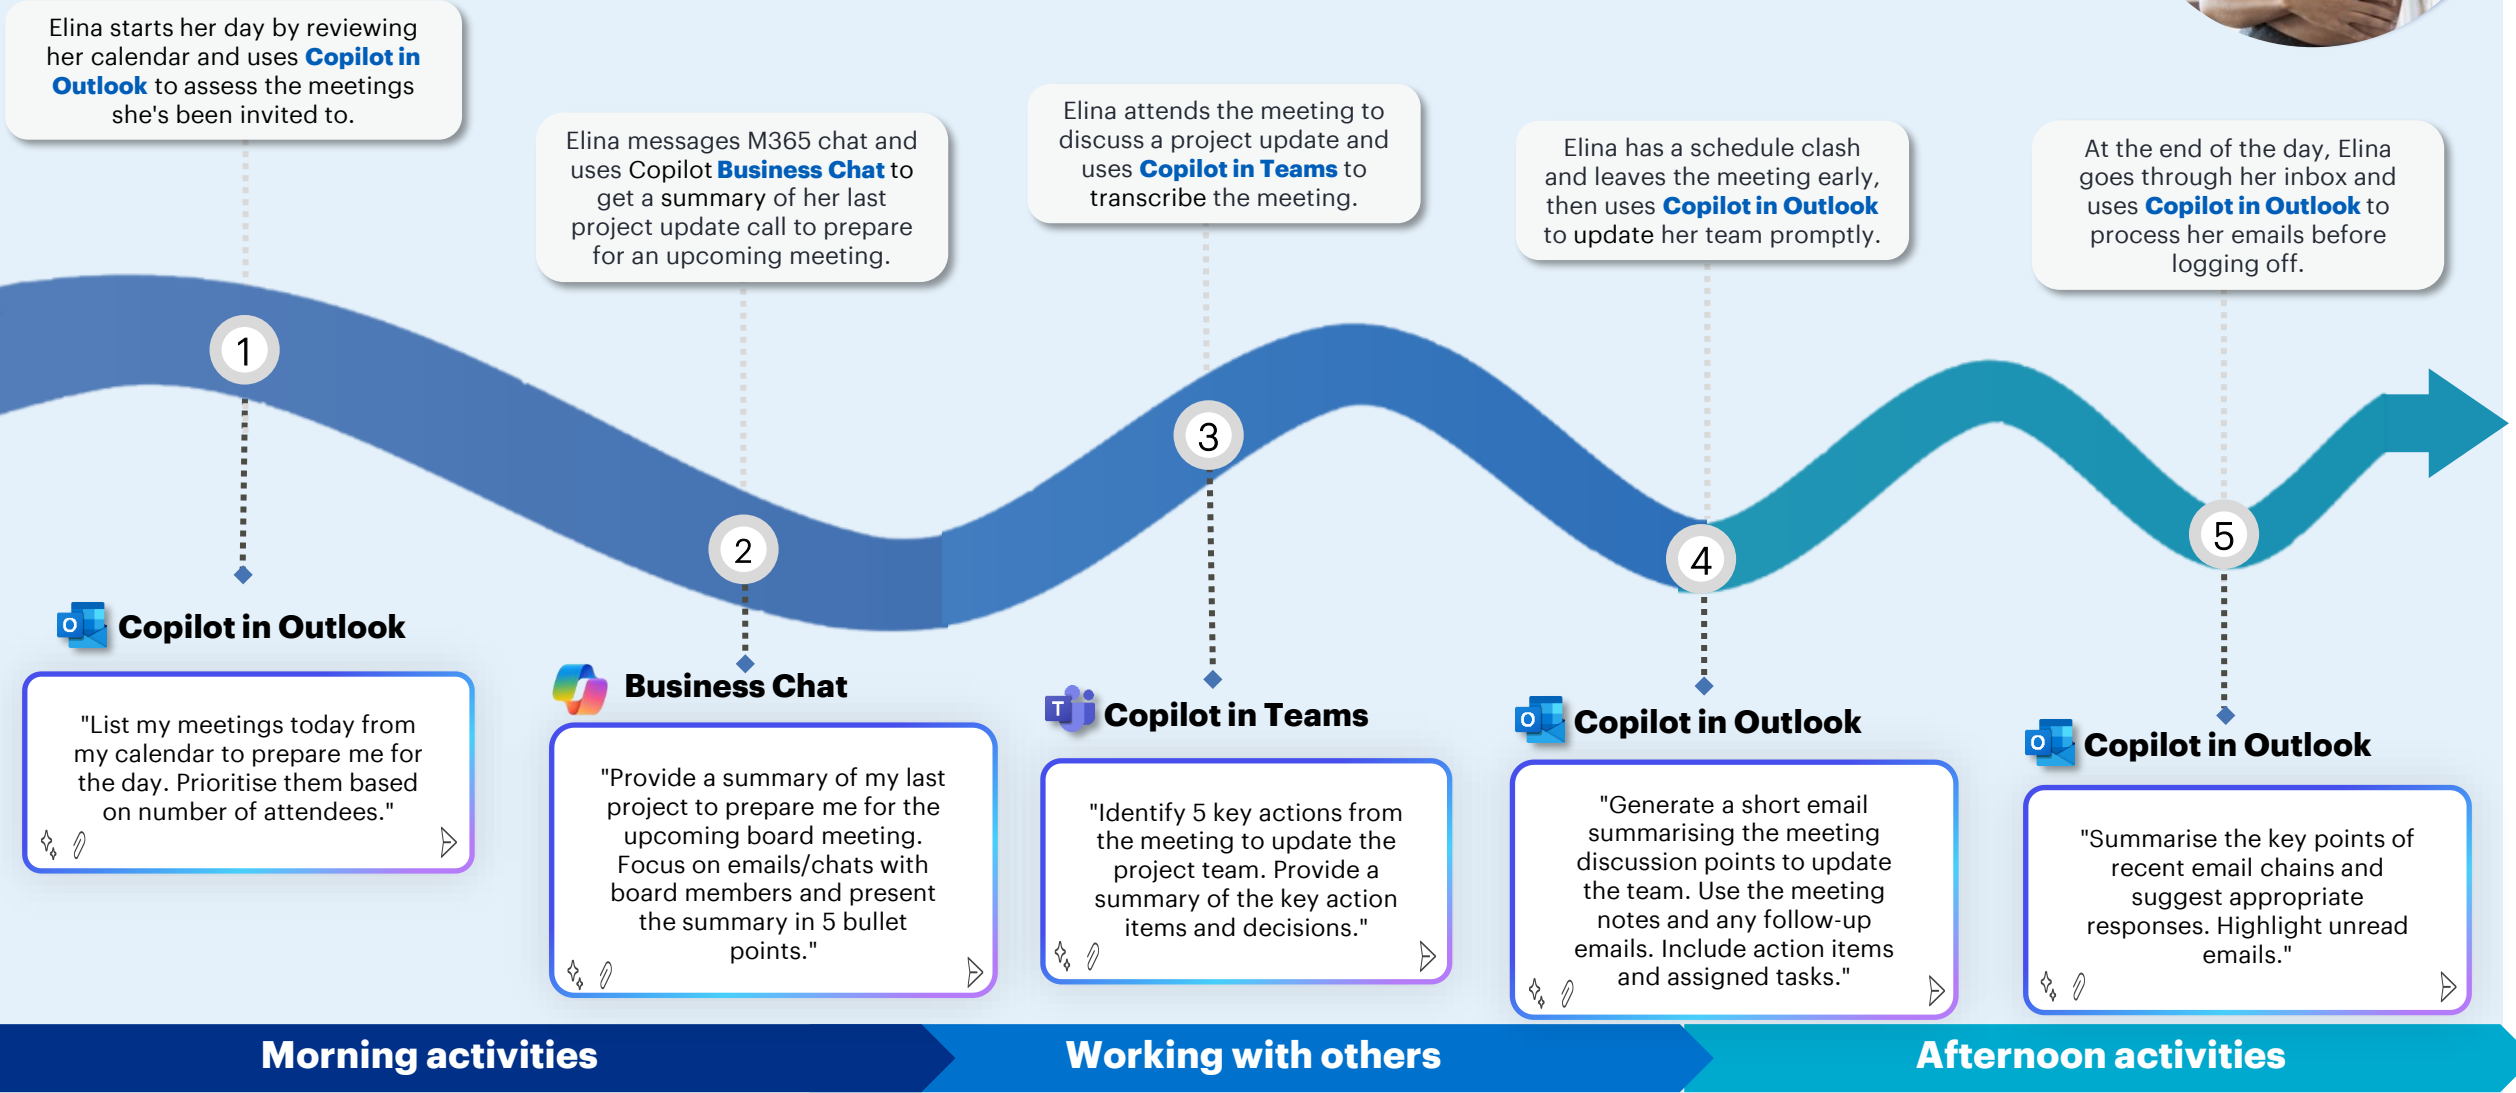 Elina starts her day by reviewing
her calendar and uses Copilot in
Outlook to assess the meetings
she's been invited to.
Elina messages M365 chat and
uses Copilot Business Chat to
get a summary of her last
project update call to prepare
for an upcoming meeting.
Elina attends the meeting to
discuss a project update and
uses Copilot in Teams to
transcribe the meeting.
Elina has a schedule clash
and leaves the meeting early,
then uses Copilot in Outlook
to update her team promptly.
At the end of the day, Elina
goes through her inbox and
uses Copilot in Outlook to
process her emails before
logging off.
1
2
3
4
5
O
Copilot in Outlook
"List my meetings today from
my calendar to prepare me for
the day. Prioritise them based
on number of attendees."
Business Chat
"Provide a summary of my last
project to prepare me for the
upcoming board meeting.
Focus on emails/chats with
board members and present
the summary in 5 bullet
points."
T
Copilot in Teams
"Identify 5 key actions from
the meeting to update the
project team. Provide a
summary of the key action
items and decisions."
O
Copilot in Outlook
"Generate a short email
summarising the meeting
discussion points to update
the team. Use the meeting
notes and any follow-up
emails. Include action items
and assigned tasks."
O
Copilot in Outlook
"Summarise the key points of
recent email chains and
suggest appropriate
responses. Highlight unread
emails."
Morning activities
Working with others
Afternoon activities